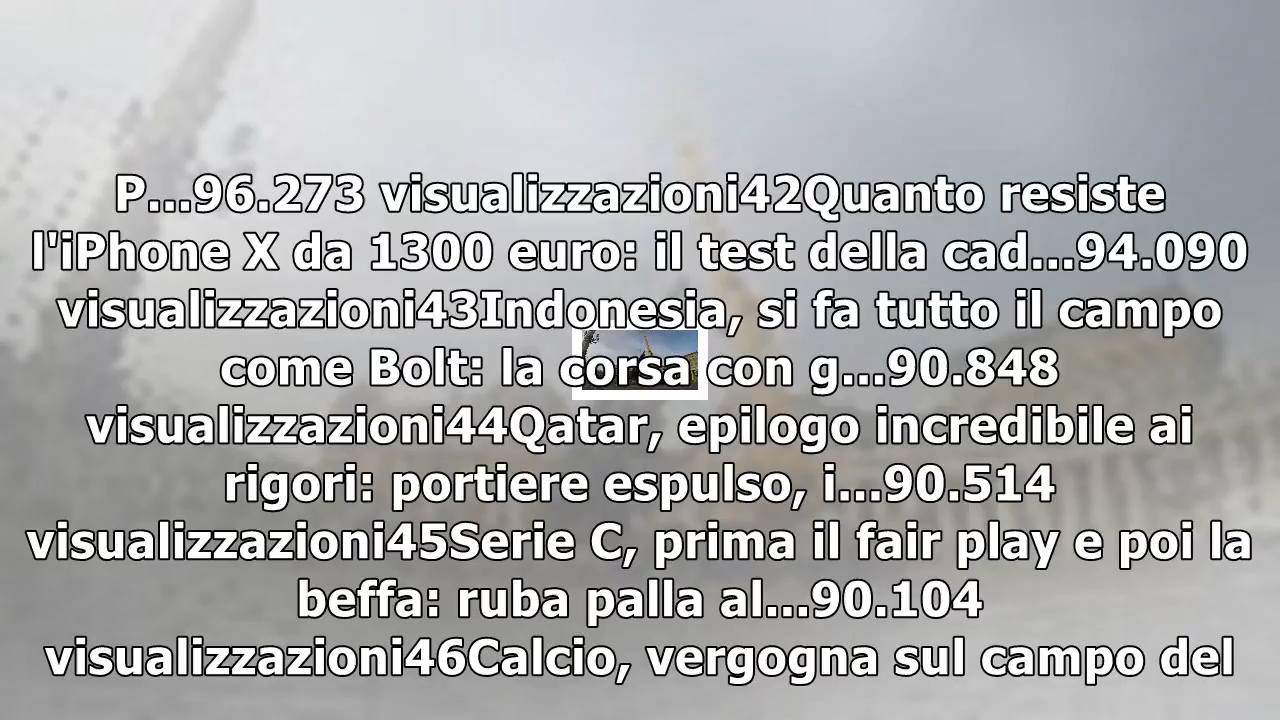 P...96.273 visualizzazioni42Quanto resiste
l'iPhone X da 1300 euro: il test della cad...94.090
visualizzazioni43Indonesia, si fa tutto il campo
come Bolt: la corsa con g...90.848
visualizzazioni44Qatar, epilogo incredibile ai
rigori: portiere espulso, i...90.514
visualizzazioni45Serie C, prima il fair play e poi la
beffa: ruba palla al...90.104
visualizzazioni46Calcio, vergogna sul campo del